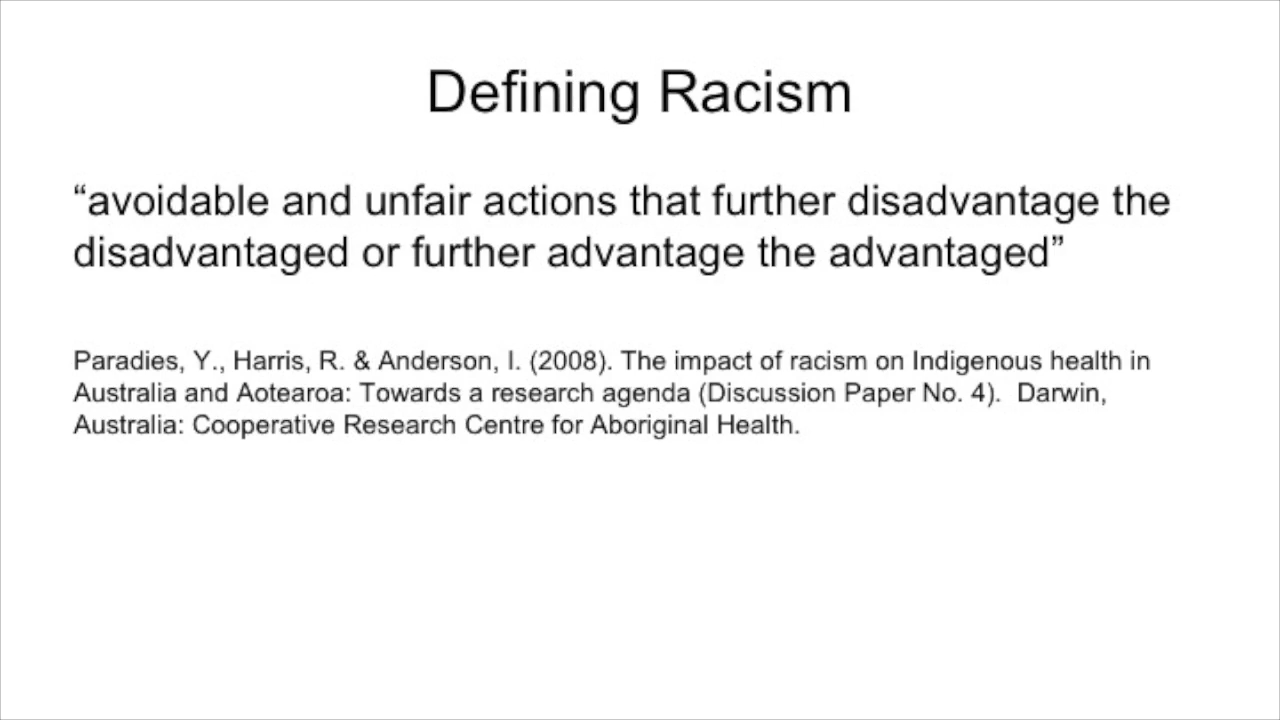 Defining Racism
“avoidable and unfair actions that further disadvantage the
disadvantaged or further advantage the advantaged”
Paradies, Y., Harris, R. & Anderson, I. (2008). The impact of racism on Indigenous health in
Australia and Aotearoa: Towards a research agenda (Discussion Paper No. 4).  Darwin,
Australia: Cooperative Research Centre for Aboriginal Health.